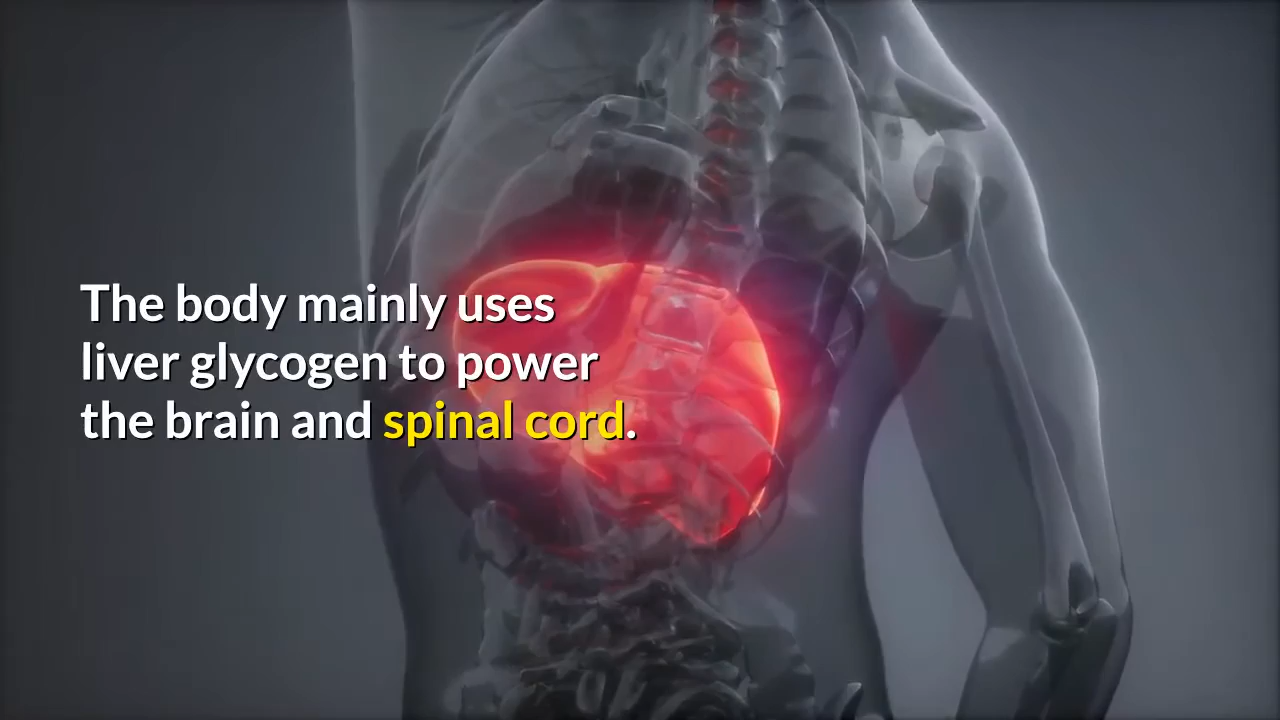 The body mainly uses
liver glycogen to power
the brain and spinal cord.